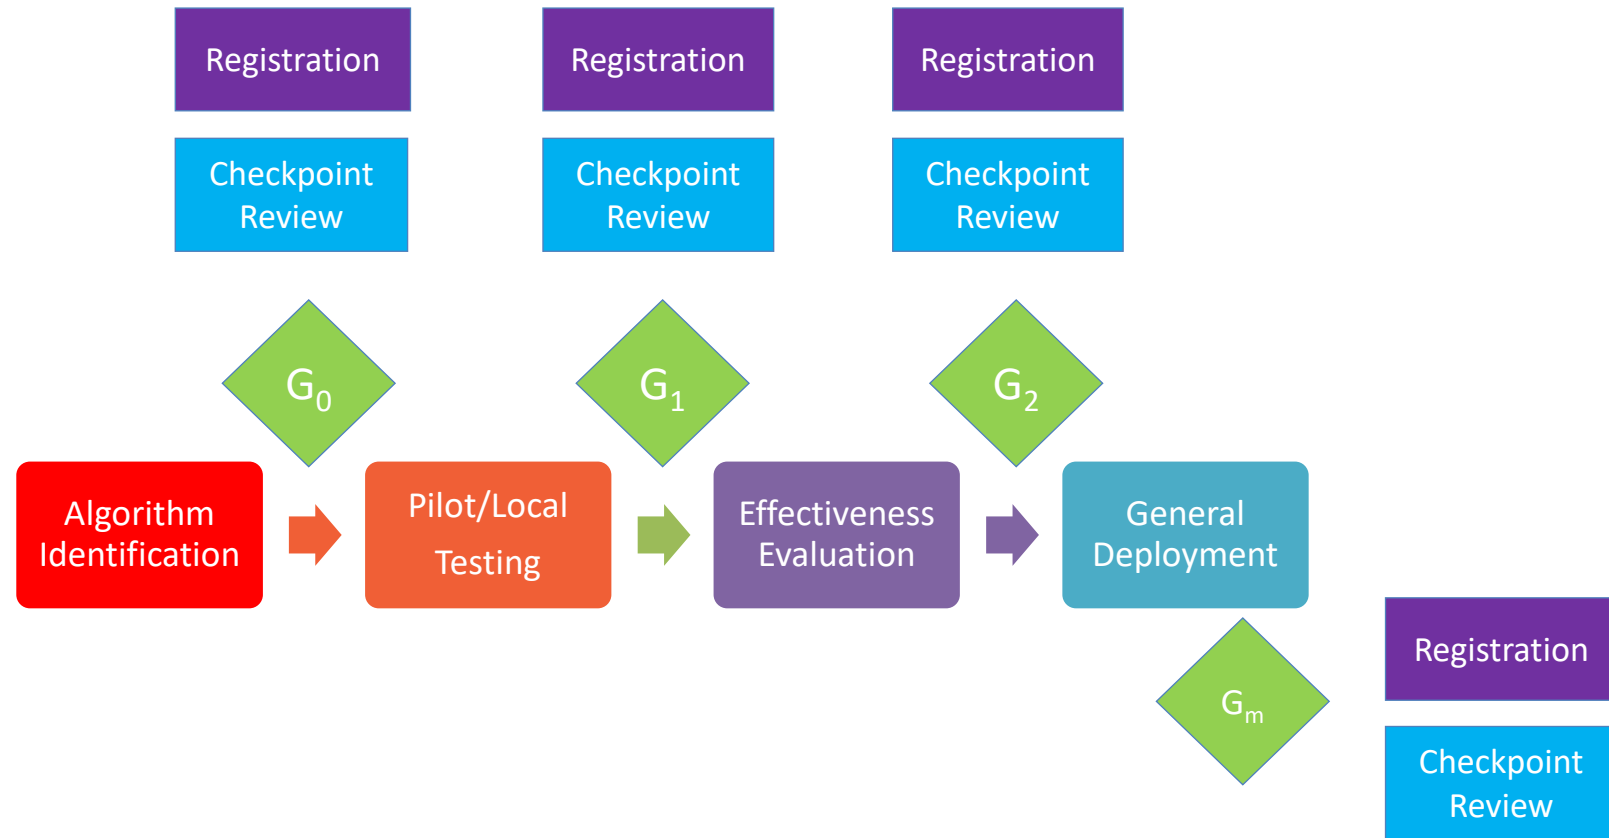 Registration
Registration
Registration
Checkpoint
Review
Checkpoint
Review
Checkpoint
Review
G₀
G₁
G₂
Algorithm
Identification
Pilot/Local
Testing
Effectiveness
Evaluation
General
Deployment
Gₘ
Registration
Checkpoint
Review